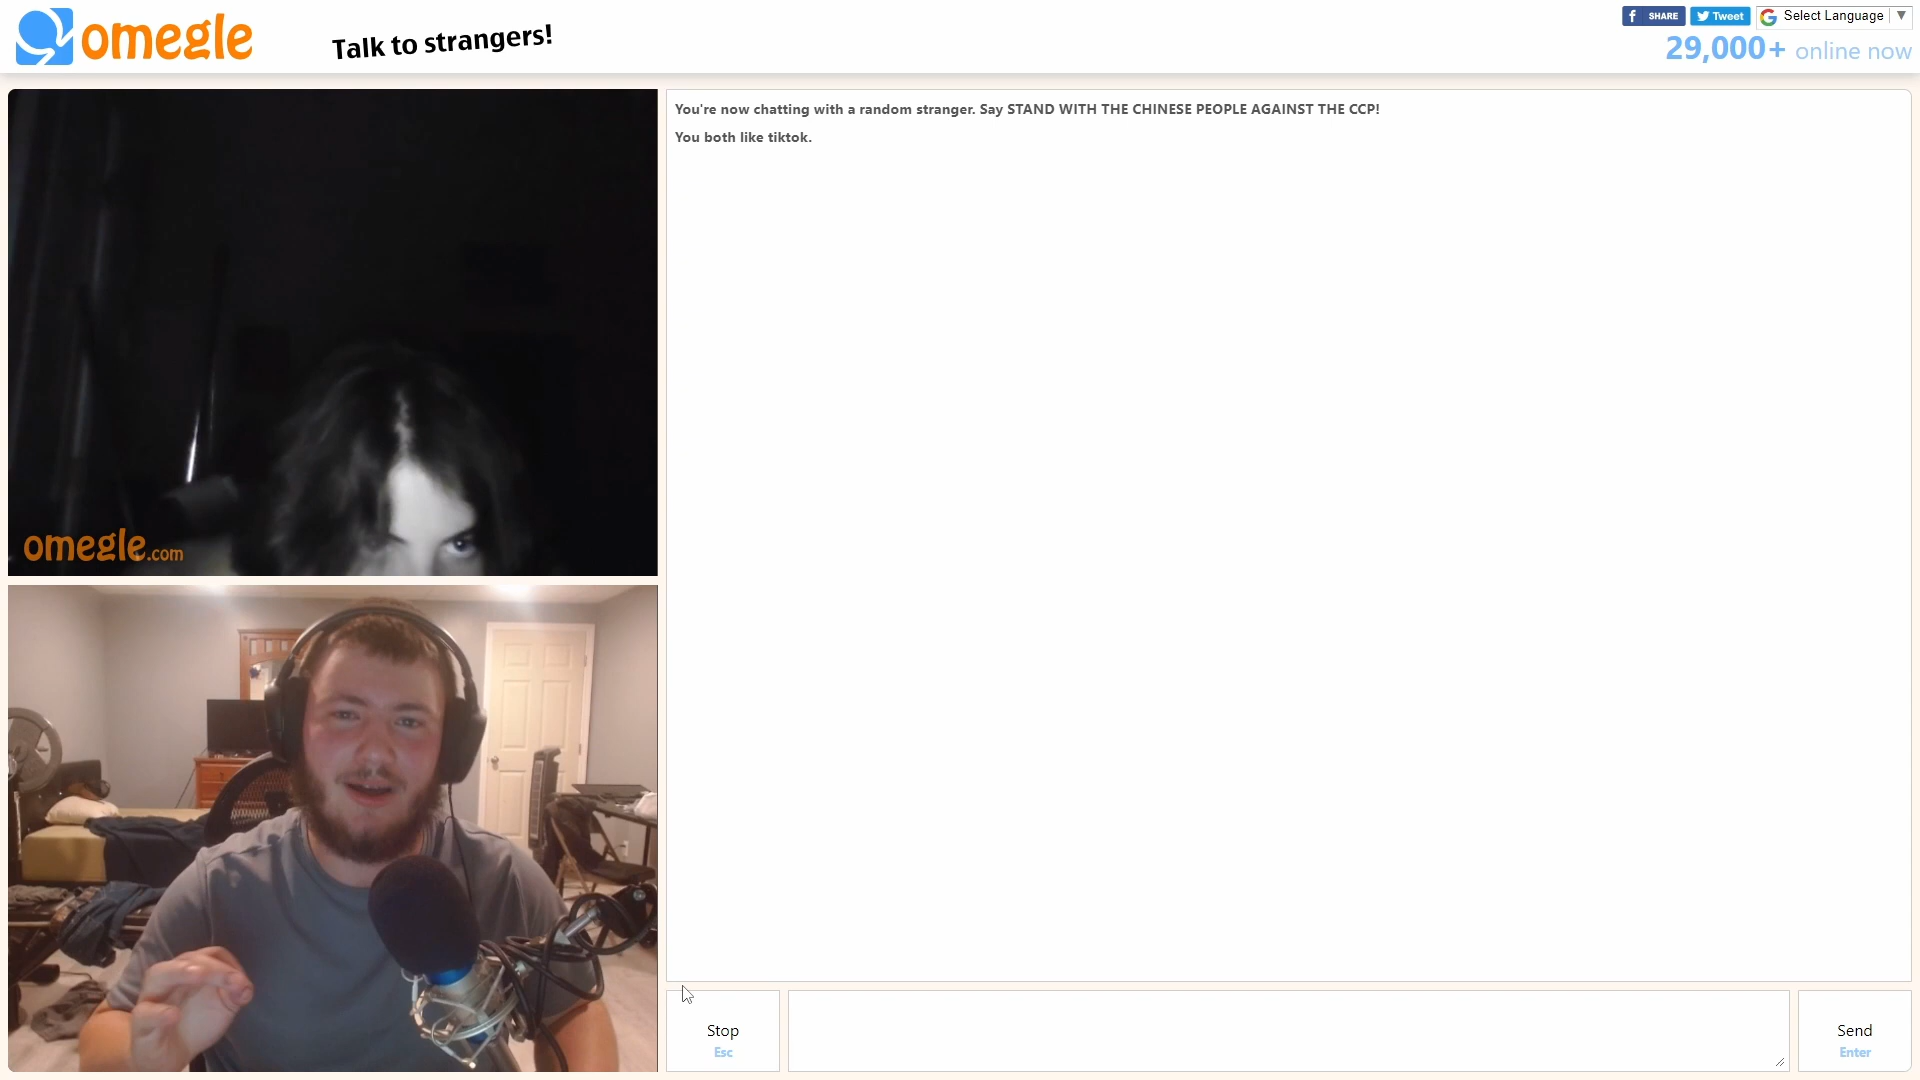 omegle
Talk to strangers!
SHARE
Tweet
Select Language
29,000+ online now
You're now chatting with a random stranger. Say STAND WITH THE CHINESE PEOPLE AGAINST THE CCP!
You both like tiktok.
omegle.com
Stop
Esc
Send
Enter